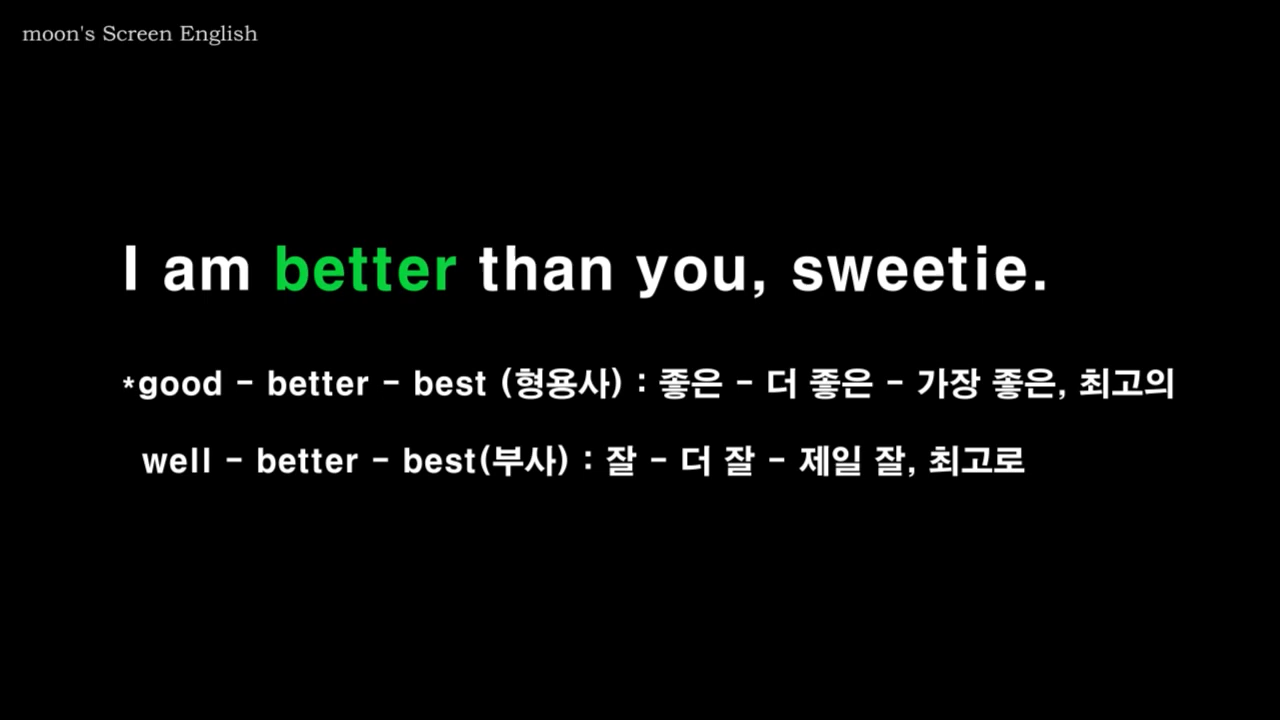 moon's Screen English
I am better than you, sweetie.
*good - better - best (형용사) : 좋은 - 더 좋은 - 가장 좋은, 최고의
well - better - best(부사) : 잘 - 더 잘 - 제일 잘, 최고로